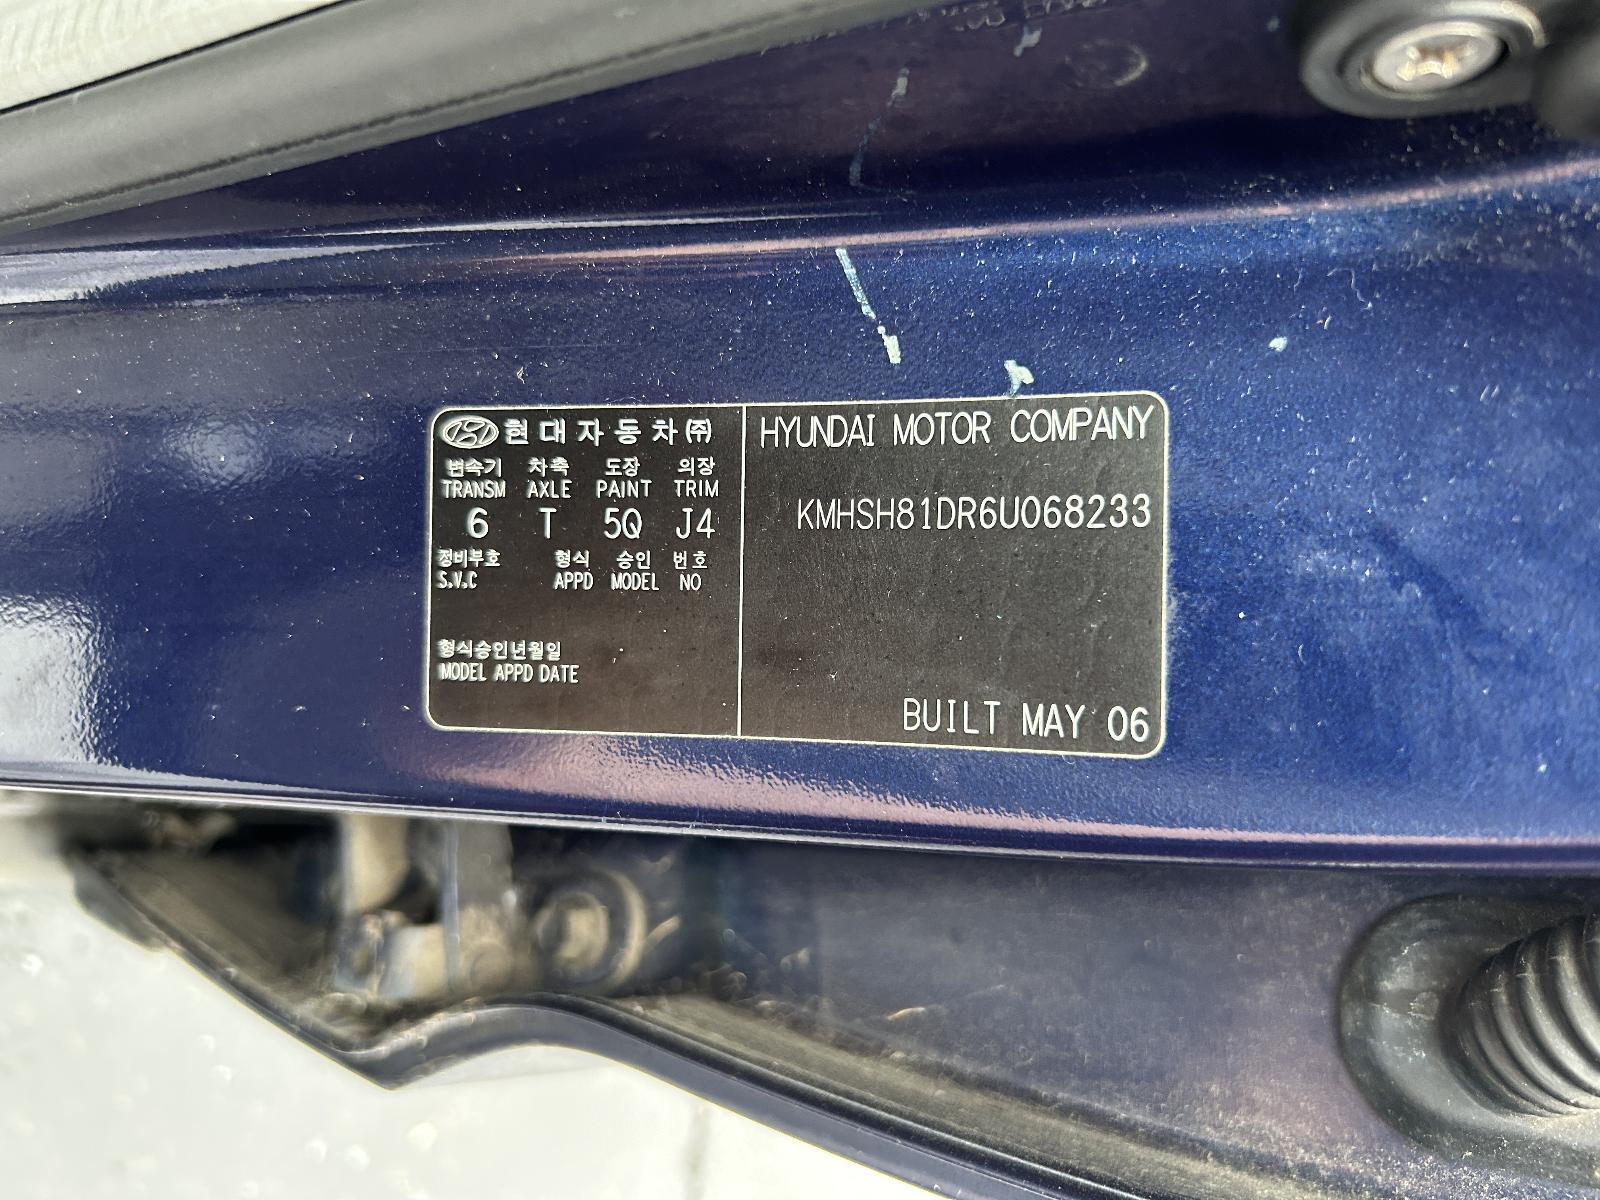 현대자동차㈜
변속기 차축 도장 의장
TRANSM AXLE PAINT TRIM
6 T 5Q J4
정비부호 형식 승인 번호
S.V.C APPD MODEL NO
형식승인년월일
MODEL APPD DATE
HYUNDAI MOTOR COMPANY
KMHSH81DR6U068233
BUILT MAY 06